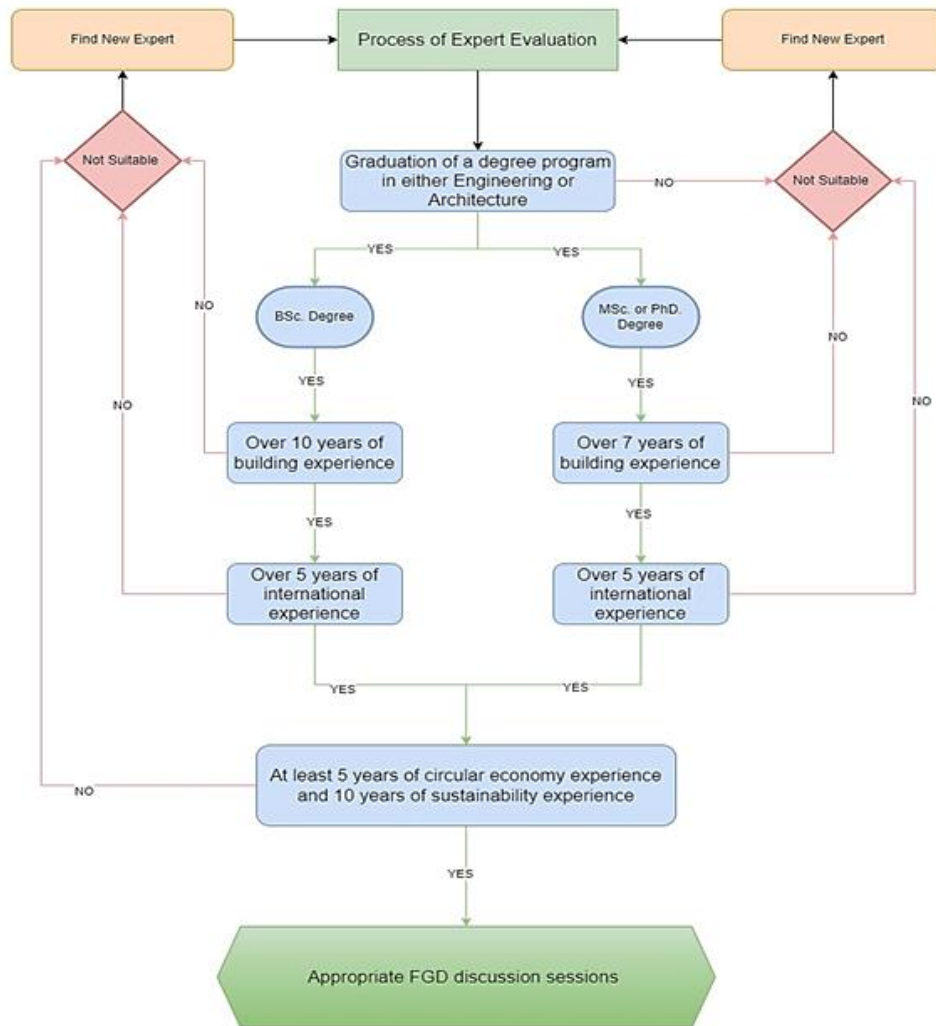 Find New Expert
Process of Expert Evaluation
Find New Expert
Not Suitable
Graduation of a degree program
in either Engineering or
Architecture
NO
Not Suitable
YES
YES
BSc. Degree
MSc. or PhD.
Degree
NO
NO
YES
YES
NO
NO
Over 10 years of
building experience
Over 7 years of
building experience
YES
YES
Over 5 years of
international
experience
Over 5 years of
international
experience
YES
YES
At least 5 years of circular economy experience
and 10 years of sustainability experience
NO
YES
Appropriate FGD discussion sessions